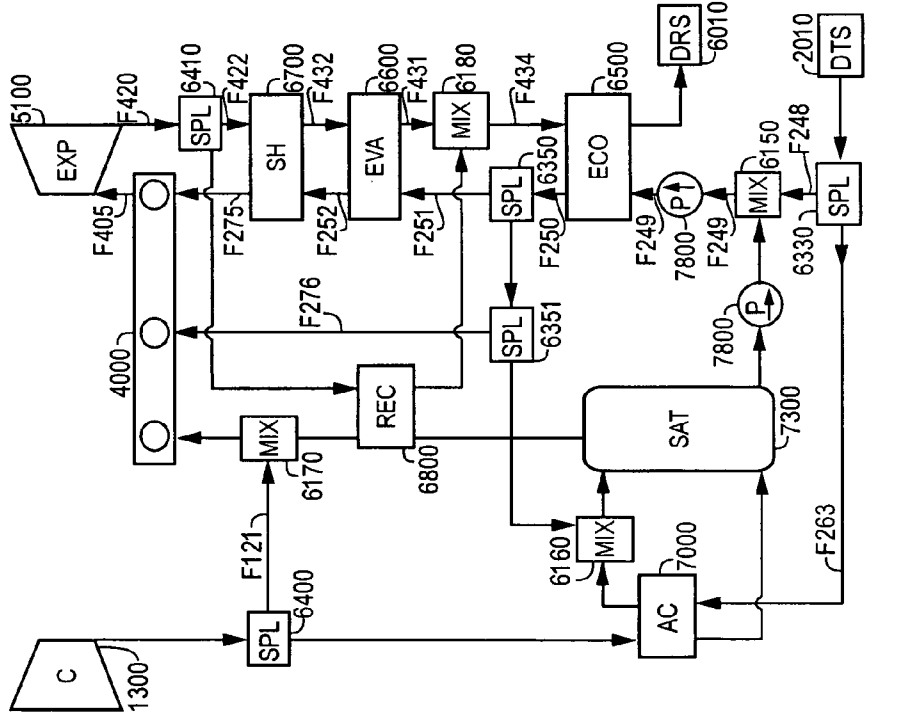 5100
EXP
F420
6410
SPL
F422
6700
SH
F432
6600
EVA
F431
6180
MIX
F434
6500
ECO
DRS
6010
2010
DTS
F405
F275
F252
F251
6350
SPL
F250
F249
7800
P
F249
6150
MIX
F248
SPL
6330
4000
F276
SPL
6351
P
7800
REC
6800
SAT
7300
MIX
6170
F121
6160
MIX
F263
C
1300
SPL
6400
AC
7000